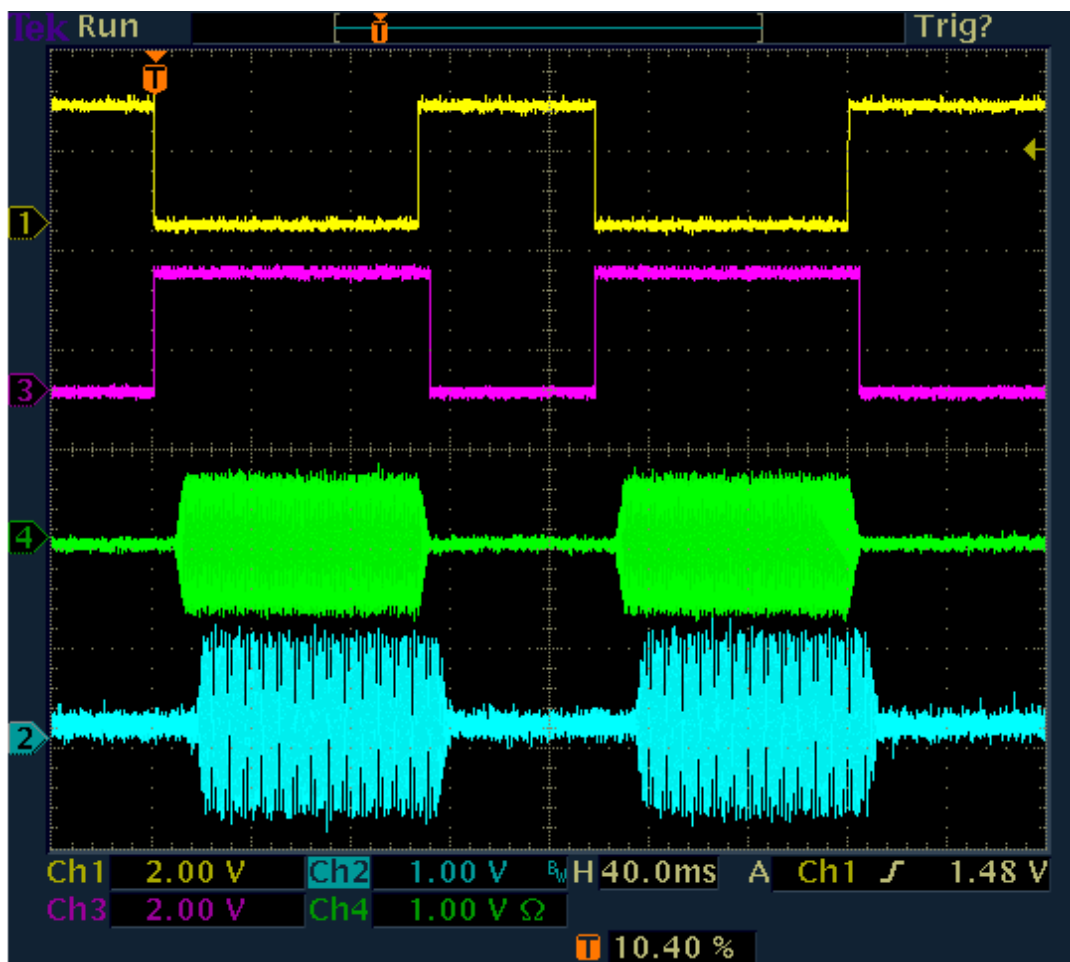 Tek Run Trig?
T
T
1
3
4
2
Ch1 2.00 V Ch2 1.00 V BW H 40.0ms A Ch1 1.48 V
Ch3 2.00 V Ch4 1.00 V Ω
T 10.40 %